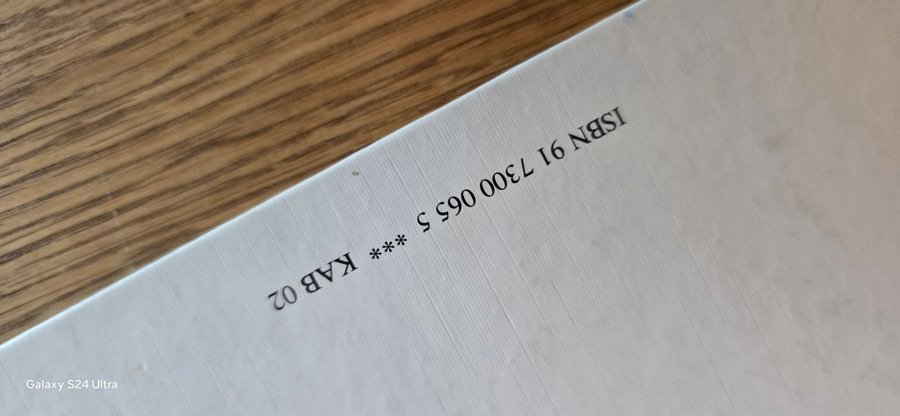 ISBN 91 7300 065 5 *** KAB 02
Galaxy S24 Ultra